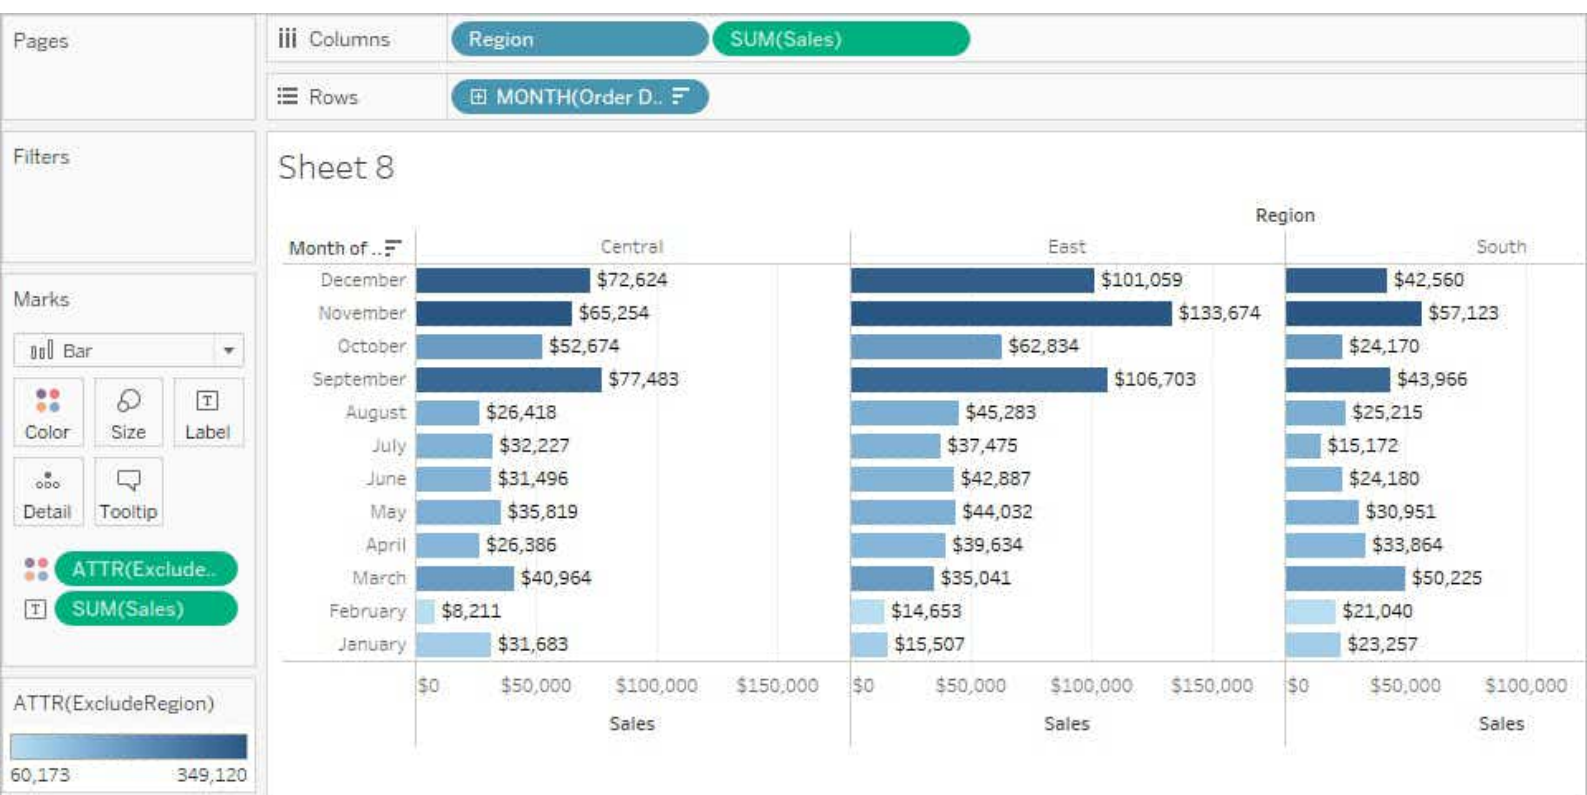 Pages
Columns Region SUM(Sales)
Rows MONTH(Order D..
Filters
Sheet 8
Region
Month of .. Central East South
December $72,624 $101,059 $42,560
November $65,254 $133,674 $57,123
October $52,674 $62,834 $24,170
September $77,483 $106,703 $43,966
August $26,418 $45,283 $25,215
July $32,227 $37,475 $15,172
June $31,496 $42,887 $24,180
May $35,819 $44,032 $30,951
April $26,386 $39,634 $33,864
March $40,964 $35,041 $50,225
February $8,211 $14,653 $21,040
January $31,683 $15,507 $23,257
$0 $50,000 $100,000 $150,000 $0 $50,000 $100,000 $150,000 $0 $50,000 $100,000
Sales Sales Sales
Marks
Bar
Color Size T Label
Detail Tooltip
ATTR(Exclude..
T SUM(Sales)
ATTR(ExcludeRegion)
60,173 349,120